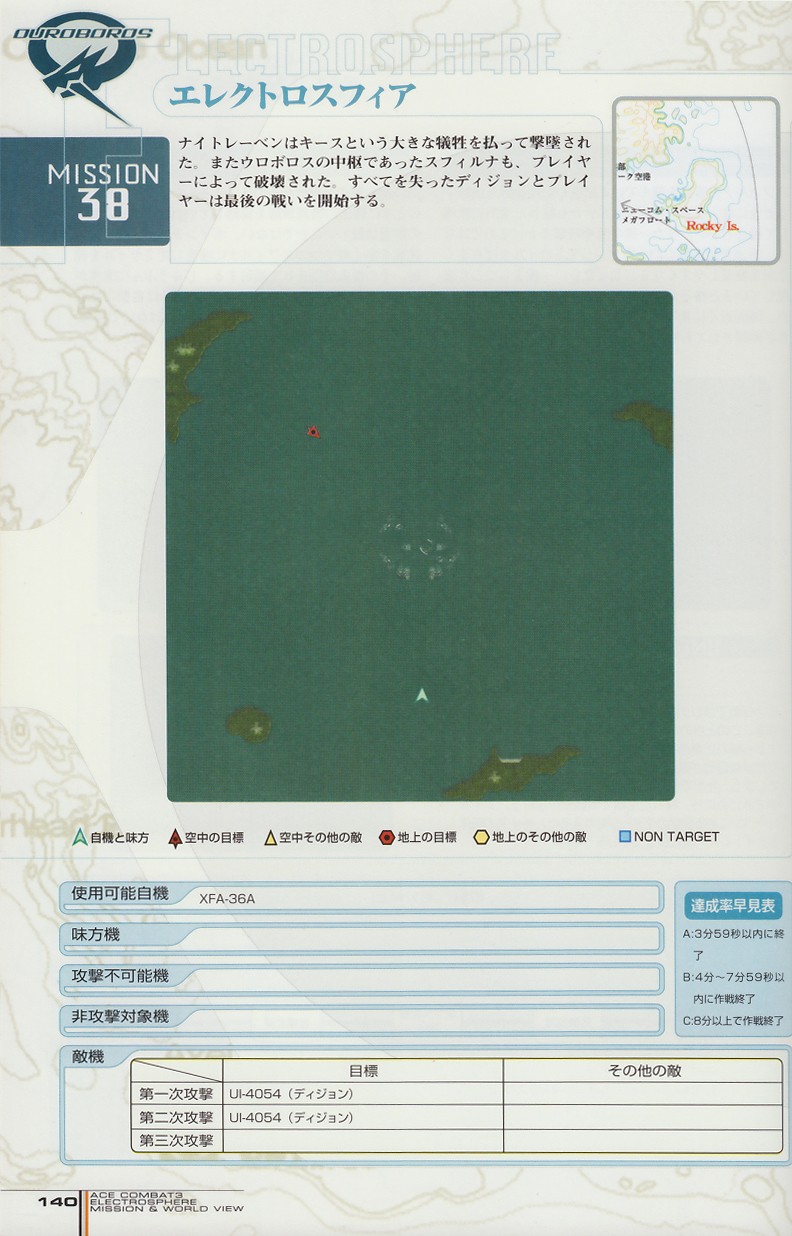 OUROBOROS
ELECTROSPHERE
エレクトロスフィア
MISSION
38
ナイトレーベンはキースという大きな犠牲を払って撃墜され
た。またウロボロスの中枢であったスフィルナも、プレイヤ
ーによって破壊された。すべてを失ったディジョンとプレイ
ヤーは最後の戦いを開始する。
部
ーク空港
ニューコム・スペース
メガフロート
Rocky Is.
自機と味方
空中の目標
空中その他の敵
地上の目標
地上のその他の敵
NON TARGET
使用可能自機
XFA-36A
味方機
攻撃不可能機
非攻撃対象機
達成率早見表
A:3分59秒以内に終
了
B:4分〜7分59秒以
内に作戦終了
C:8分以上で作戦終了
敵機
目標
その他の敵
第一次攻撃
UI-4054（ディジョン）
第二次攻撃
UI-4054（ディジョン）
第三次攻撃
140
ACE COMBAT3
ELECTROSPHERE
MISSION & WORLD VIEW